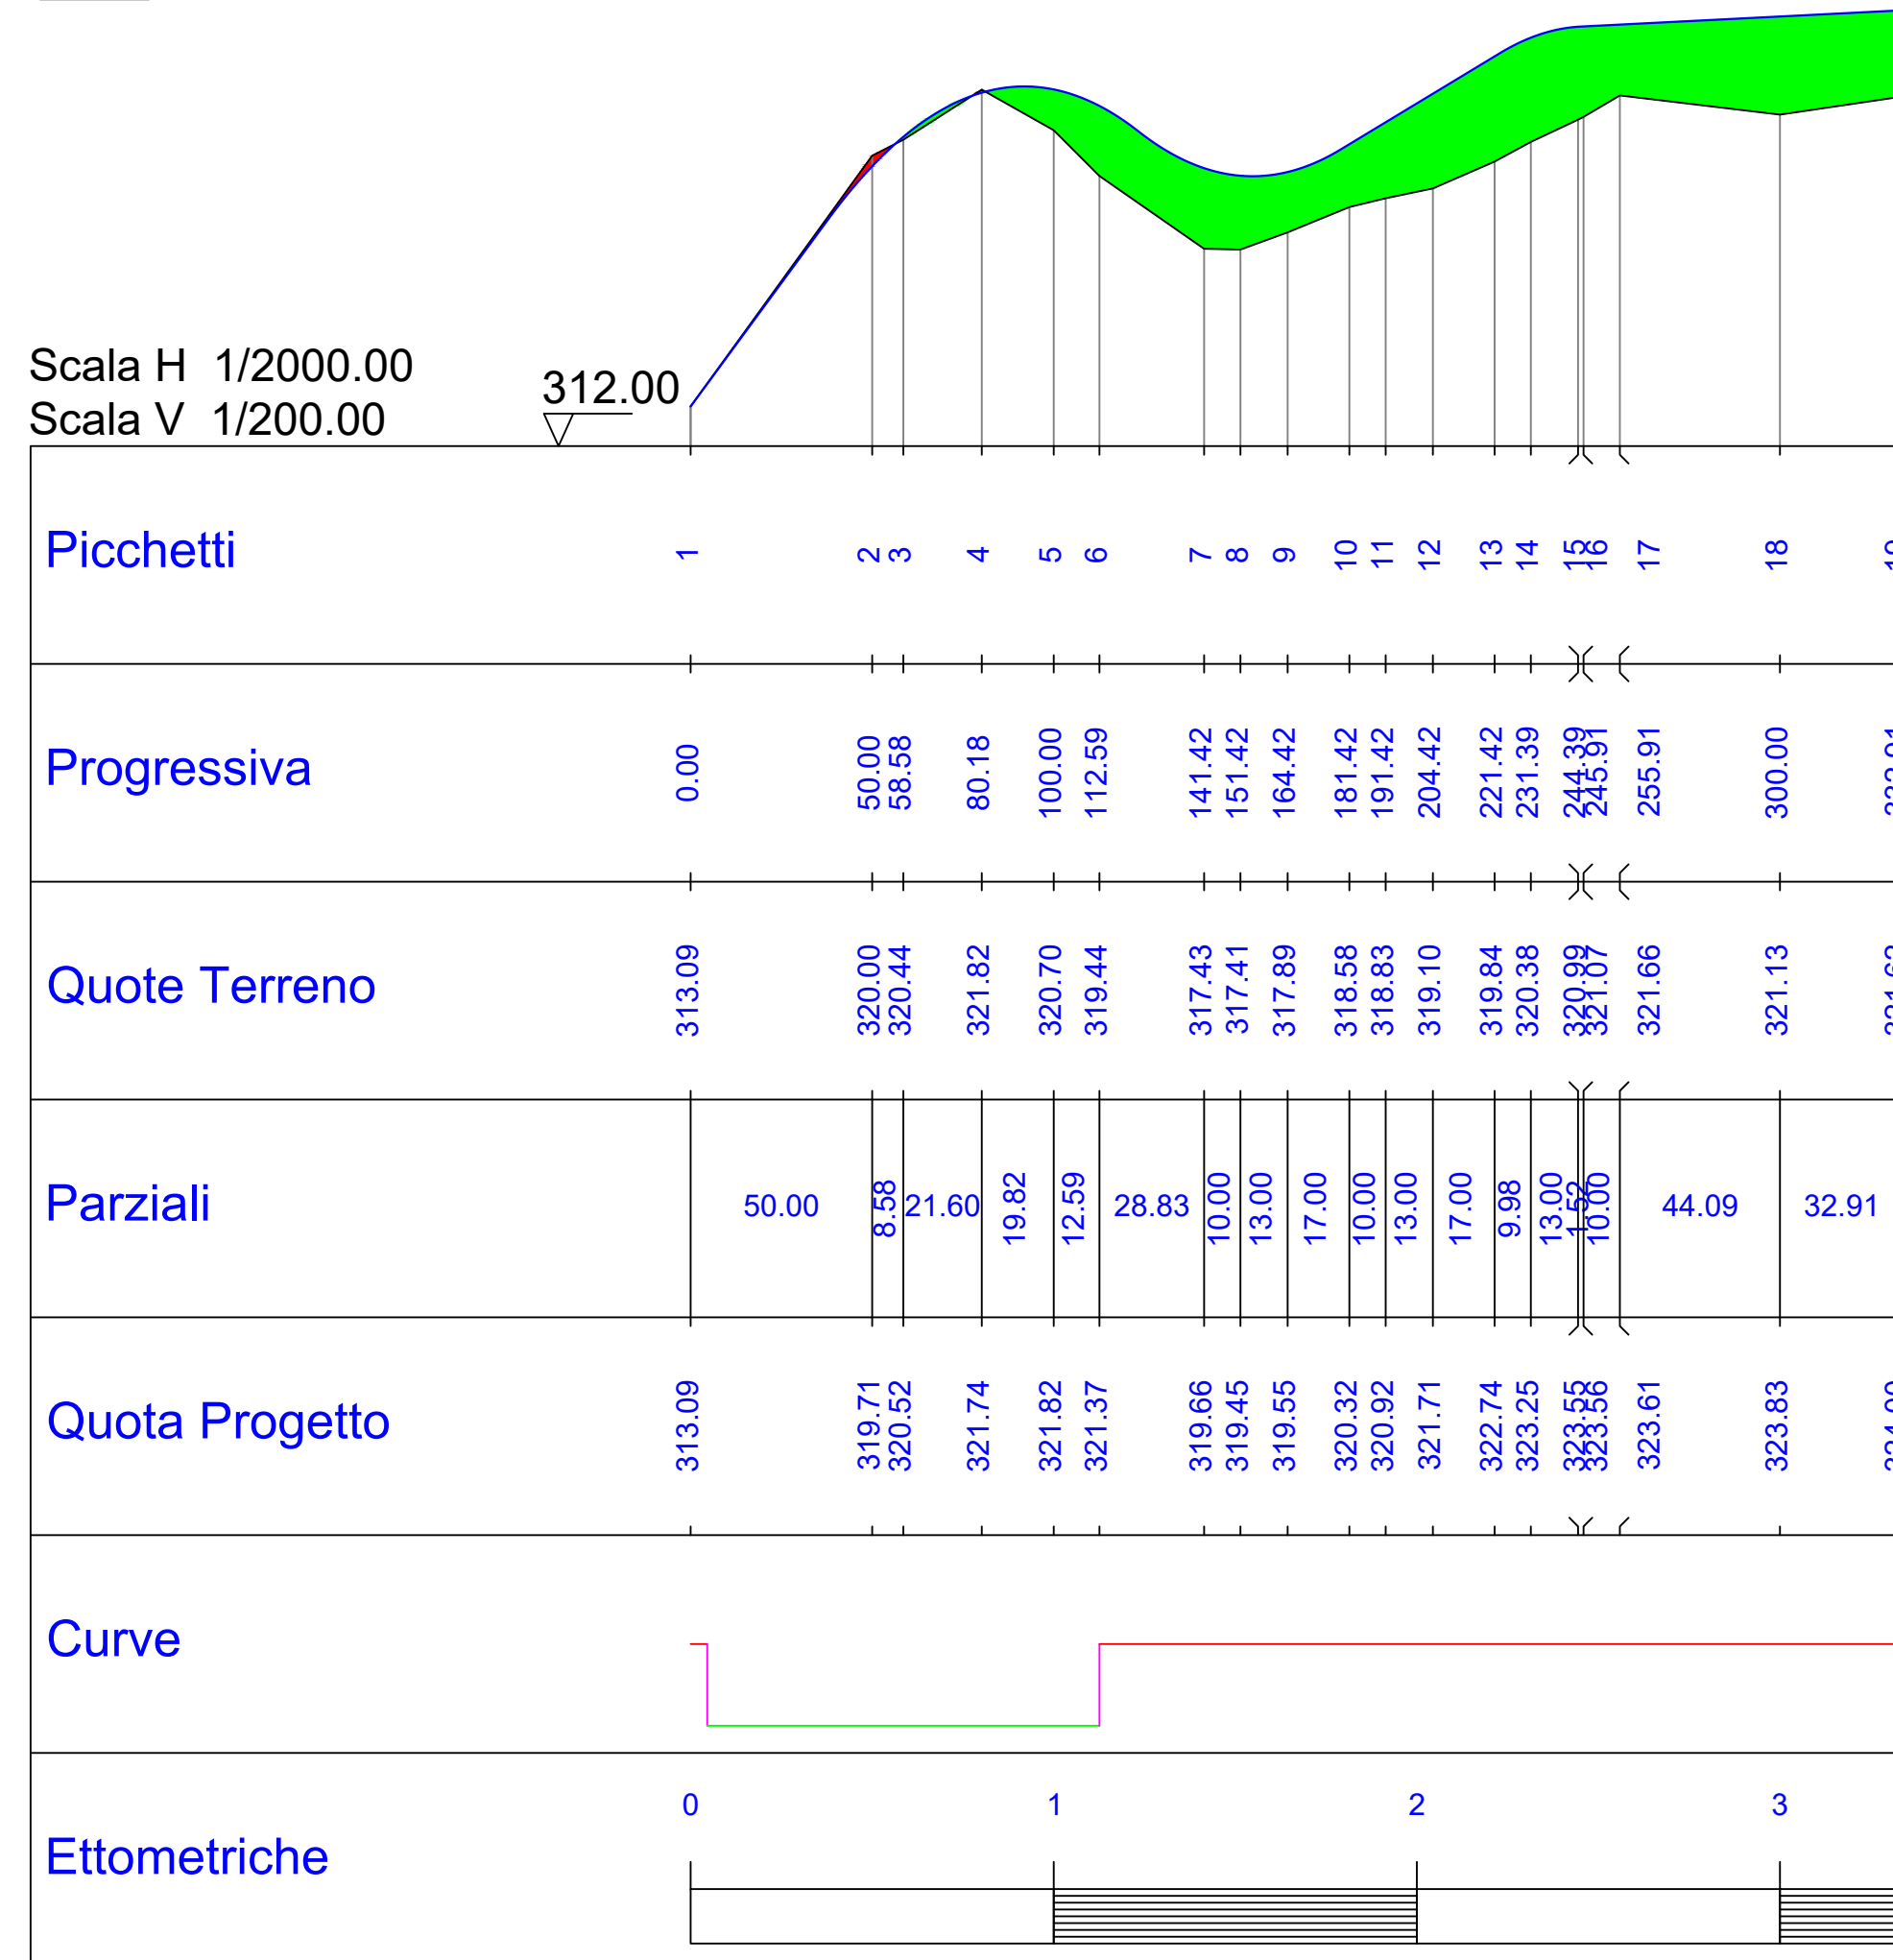 Scala H 1/2000.00
312.00
Scala V 1/200.00
Picchetti 1 2 3 4 5 6 7 8 9 10 11 12 13 14 15 16 17 18
Progressiva 0.00 50.00 58.58 80.18 100.00 112.59 141.42 151.42 164.42 181.42 191.42 204.42 221.42 231.39 244.39 245.91 255.91 300.00
Quote Terreno 313.09 320.00 320.44 321.82 320.70 319.44 317.43 317.41 317.89 318.58 318.83 319.10 319.84 320.38 320.99 321.07 321.66 321.13
Parziali 50.00 8.58 21.60 19.82 12.59 28.83 10.00 13.00 17.00 10.00 13.00 17.00 9.98 13.00 1.52 10.00 44.09 32.91
Quota Progetto 313.09 319.71 320.52 321.74 321.82 321.37 319.66 319.45 319.55 320.32 320.92 321.71 322.74 323.25 323.55 323.56 323.61 323.83
Curve
0 1 2 3
Ettometriche